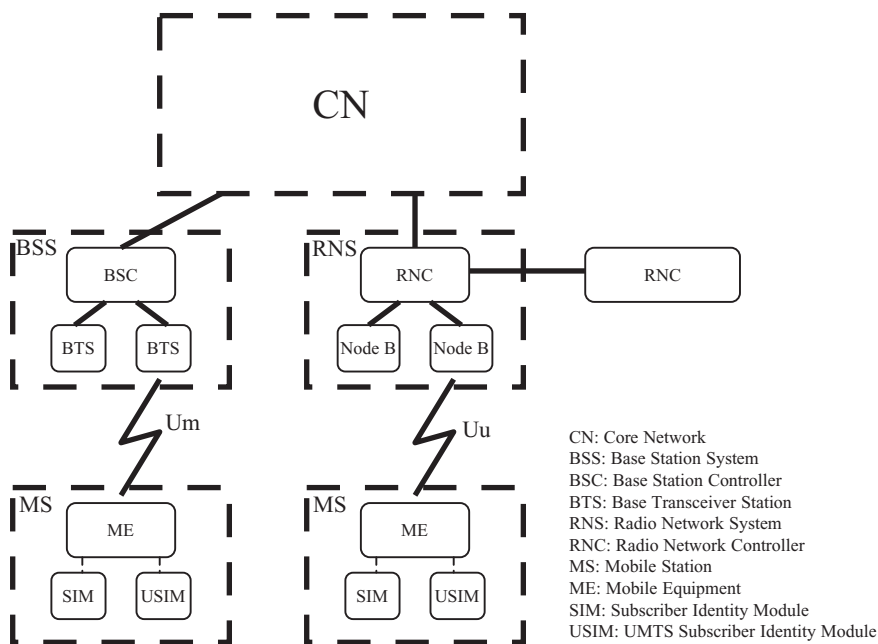 CN
BSS
RNS
BSC
RNC
RNC
BTS
BTS
Node B
Node B
Um
Uu
MS
MS
ME
ME
SIM
USIM
SIM
USIM
CN: Core Network
BSS: Base Station System
BSC: Base Station Controller
BTS: Base Transceiver Station
RNS: Radio Network System
RNC: Radio Network Controller
MS: Mobile Station
ME: Mobile Equipment
SIM: Subscriber Identity Module
USIM: UMTS Subscriber Identity Module